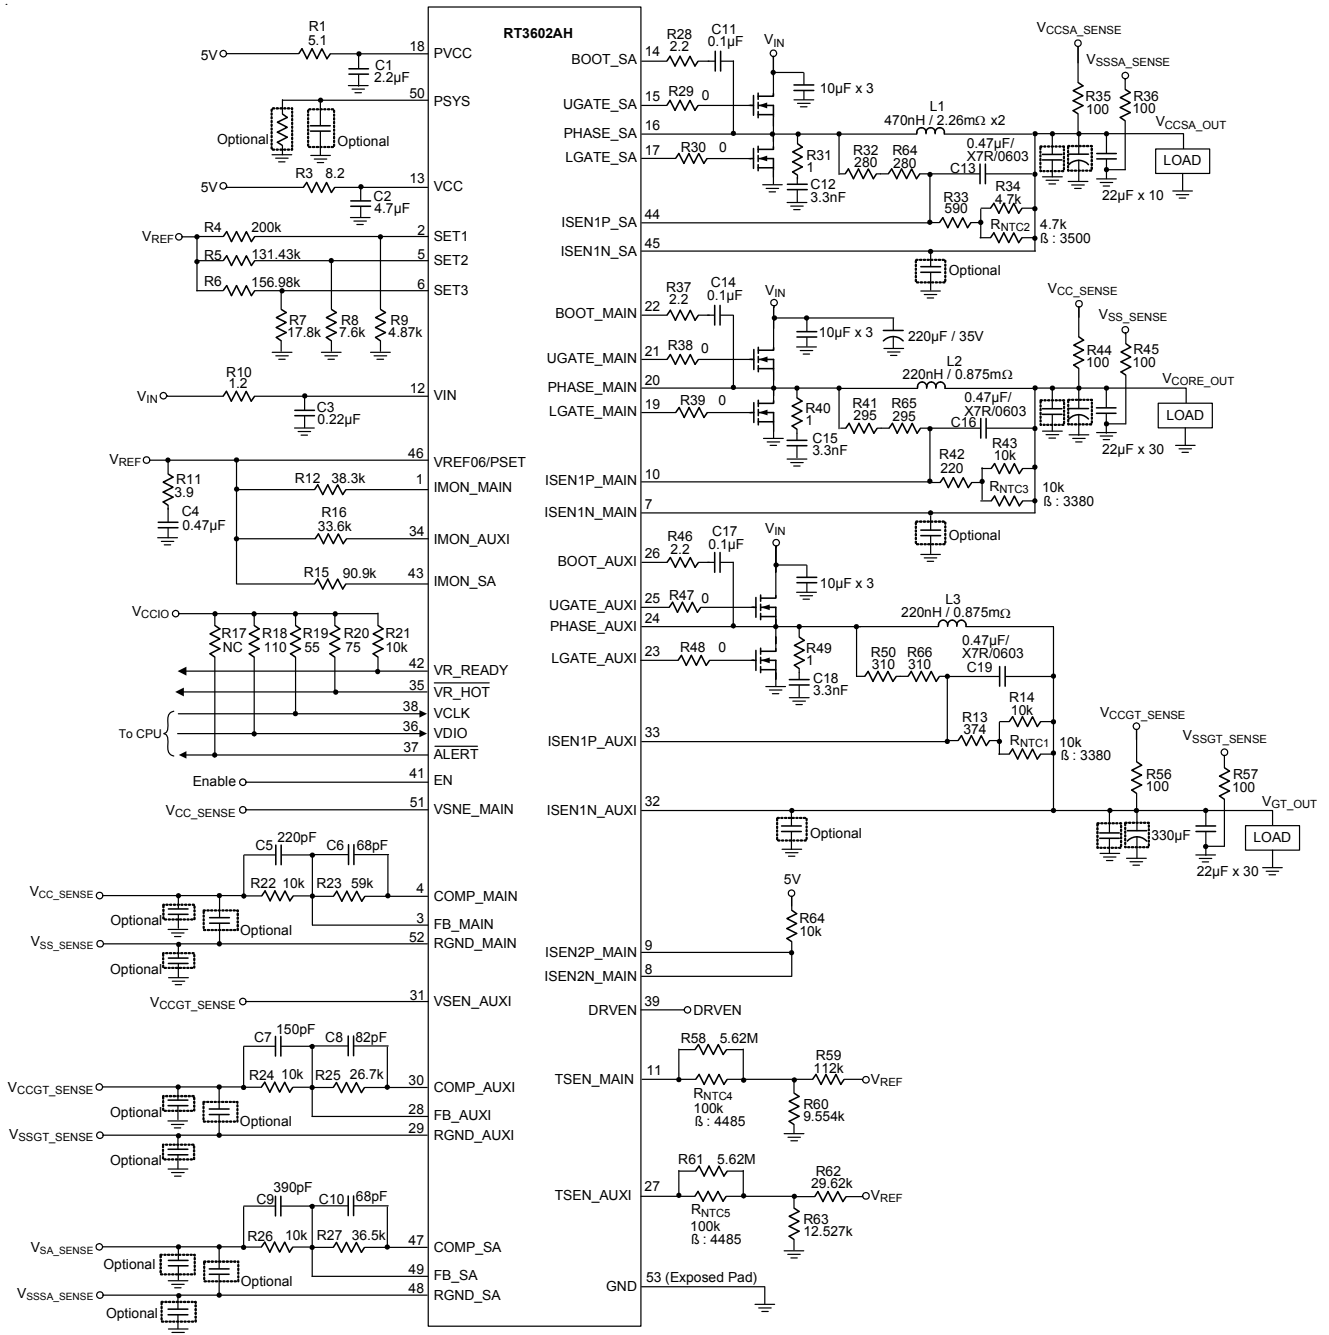 RT3602AH
R1
5.1
5V
18
PVCC
C1
2.2µF
50
PSYS
Optional
Optional
R3 8.2
5V
13
VCC
C2
4.7µF
VREF
R4
200k
2
SET1
R5
131.43k
5
SET2
R6
156.98k
6
SET3
R7
17.8k
R8
7.6k
R9
4.87k
R10
1.2
VIN
12
VIN
C3
0.22µF
VREF
46
VREF06/PSET
R11
3.9
C4
0.47µF
R12 38.3k
1
IMON_MAIN
R16
33.6k
34
IMON_AUXI
R15 90.9k
43
IMON_SA
VCCIO
R17
NC
R18
110
R19
55
R20
75
R21
10k
42
VR_READY
35
VR_HOT
To CPU
38
VCLK
36
VDIO
37
ALERT
Enable
41
EN
VCC_SENSE
51
VSNE_MAIN
C5
220pF
C6
68pF
VCC_SENSE
R22
10k
R23
59k
4
COMP_MAIN
Optional
Optional
3
FB_MAIN
VSS_SENSE
52
RGND_MAIN
Optional
VCCGT_SENSE
31
VSEN_AUXI
C7
150pF
C8
82pF
VCCGT_SENSE
R24
10k
R25
26.7k
30
COMP_AUXI
Optional
Optional
28
FB_AUXI
VSSGT_SENSE
29
RGND_AUXI
Optional
C9
390pF
C10
68pF
VSA_SENSE
R26
10k
R27
36.5k
47
COMP_SA
Optional
Optional
49
FB_SA
VSSSA_SENSE
48
RGND_SA
Optional
BOOT_SA
14
R28
2.2
C11
0.1µF
VIN
10µF x 3
UGATE_SA
15
R29 0
PHASE_SA
16
L1
470nH / 2.26mΩ x2
LGATE_SA
17
R30 0
R31
1
C12
3.3nF
R32
280
R64
280
0.47µF/
X7R/0603
C13
R33
590
R34
4.7k
RNTC2
4.7k
ß : 3500
VCCSA_SENSE
VSSSA_SENSE
R35
100
R36
100
VCCSA_OUT
LOAD
22µF x 10
ISEN1P_SA
44
ISEN1N_SA
45
Optional
BOOT_MAIN
22
R37
2.2
C14
0.1µF
VIN
10µF x 3
220µF / 35V
UGATE_MAIN
21
R38 0
PHASE_MAIN
20
L2
220nH / 0.875mΩ
LGATE_MAIN
19
R39 0
R40
1
C15
3.3nF
R41
295
R65
295
0.47µF/
X7R/0603
C16
R42
220
R43
10k
RNTC3
10k
ß : 3380
VCC_SENSE
VSS_SENSE
R44
100
R45
100
VCORE_OUT
LOAD
22µF x 30
ISEN1P_MAIN
10
ISEN1N_MAIN
7
Optional
BOOT_AUXI
26
R46
2.2
C17
0.1µF
VIN
10µF x 3
UGATE_AUXI
25
R47 0
PHASE_AUXI
24
L3
220nH / 0.875mΩ
LGATE_AUXI
23
R48 0
R49
1
C18
3.3nF
R50
310
R66
310
0.47µF/
X7R/0603
C19
R13
374
R14
10k
RNTC1
10k
ß : 3380
ISEN1P_AUXI
33
VCCGT_SENSE
VSSGT_SENSE
R56
100
R57
100
ISEN1N_AUXI
32
VGT_OUT
Optional
330µF
LOAD
22µF x 30
5V
R64
10k
ISEN2P_MAIN
9
ISEN2N_MAIN
8
DRVEN
39
DRVEN
R58 5.62M
TSEN_MAIN
11
RNTC4
100k
ß : 4485
R59
112k
VREF
R60
9.554k
R61 5.62M
TSEN_AUXI
27
RNTC5
100k
ß : 4485
R62
29.62k
VREF
R63
12.527k
GND
53 (Exposed Pad)